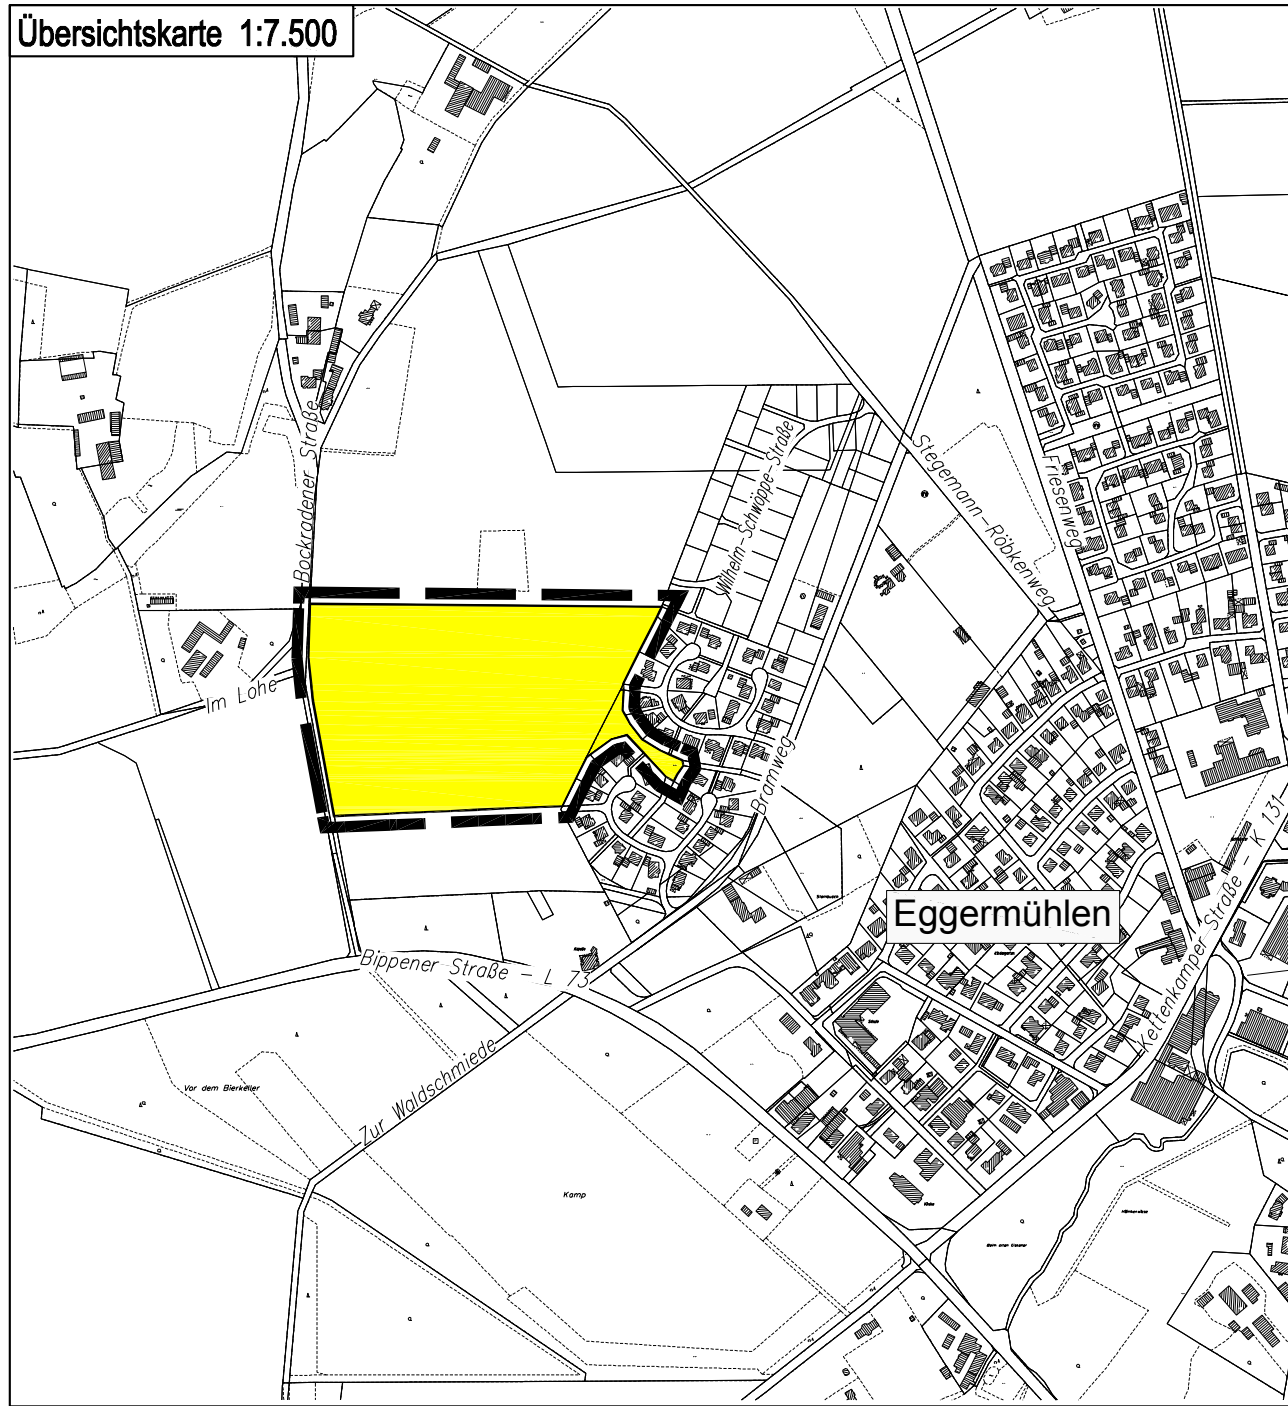 Übersichtskarte 1:7.500
Bockradener Straße
Wilhelm-Schwöppe-Straße
Stegemann-Röbkenweg
Friesenweg
Im Lohe
Bramweg
Eggermühlen
Kettenkamper Straße - K 131
Bippener Straße - L 73
Zur Waldschmiede
Vor dem Bierkeller
Kamp